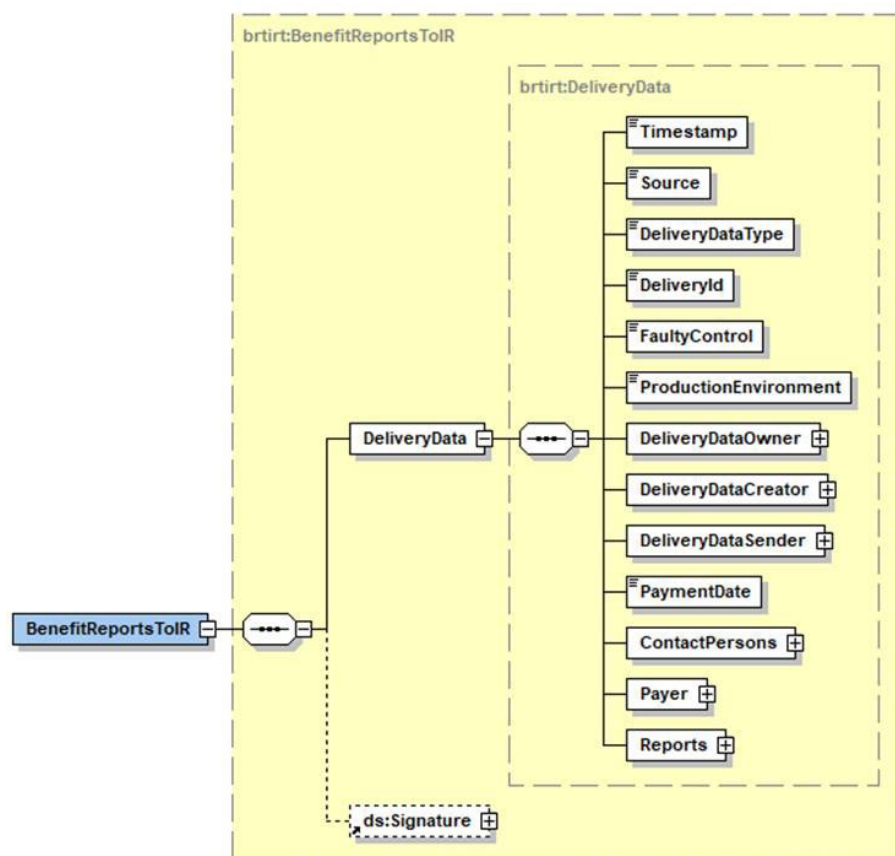 brtirt:BenefitReportsToIR
brtirt:DeliveryData
Timestamp
Source
DeliveryDataType
DeliveryId
FaultyControl
ProductionEnvironment
DeliveryData
DeliveryDataOwner
DeliveryDataCreator
DeliveryDataSender
PaymentDate
BenefitReportsToIR
ContactPersons
Payer
Reports
ds:Signature